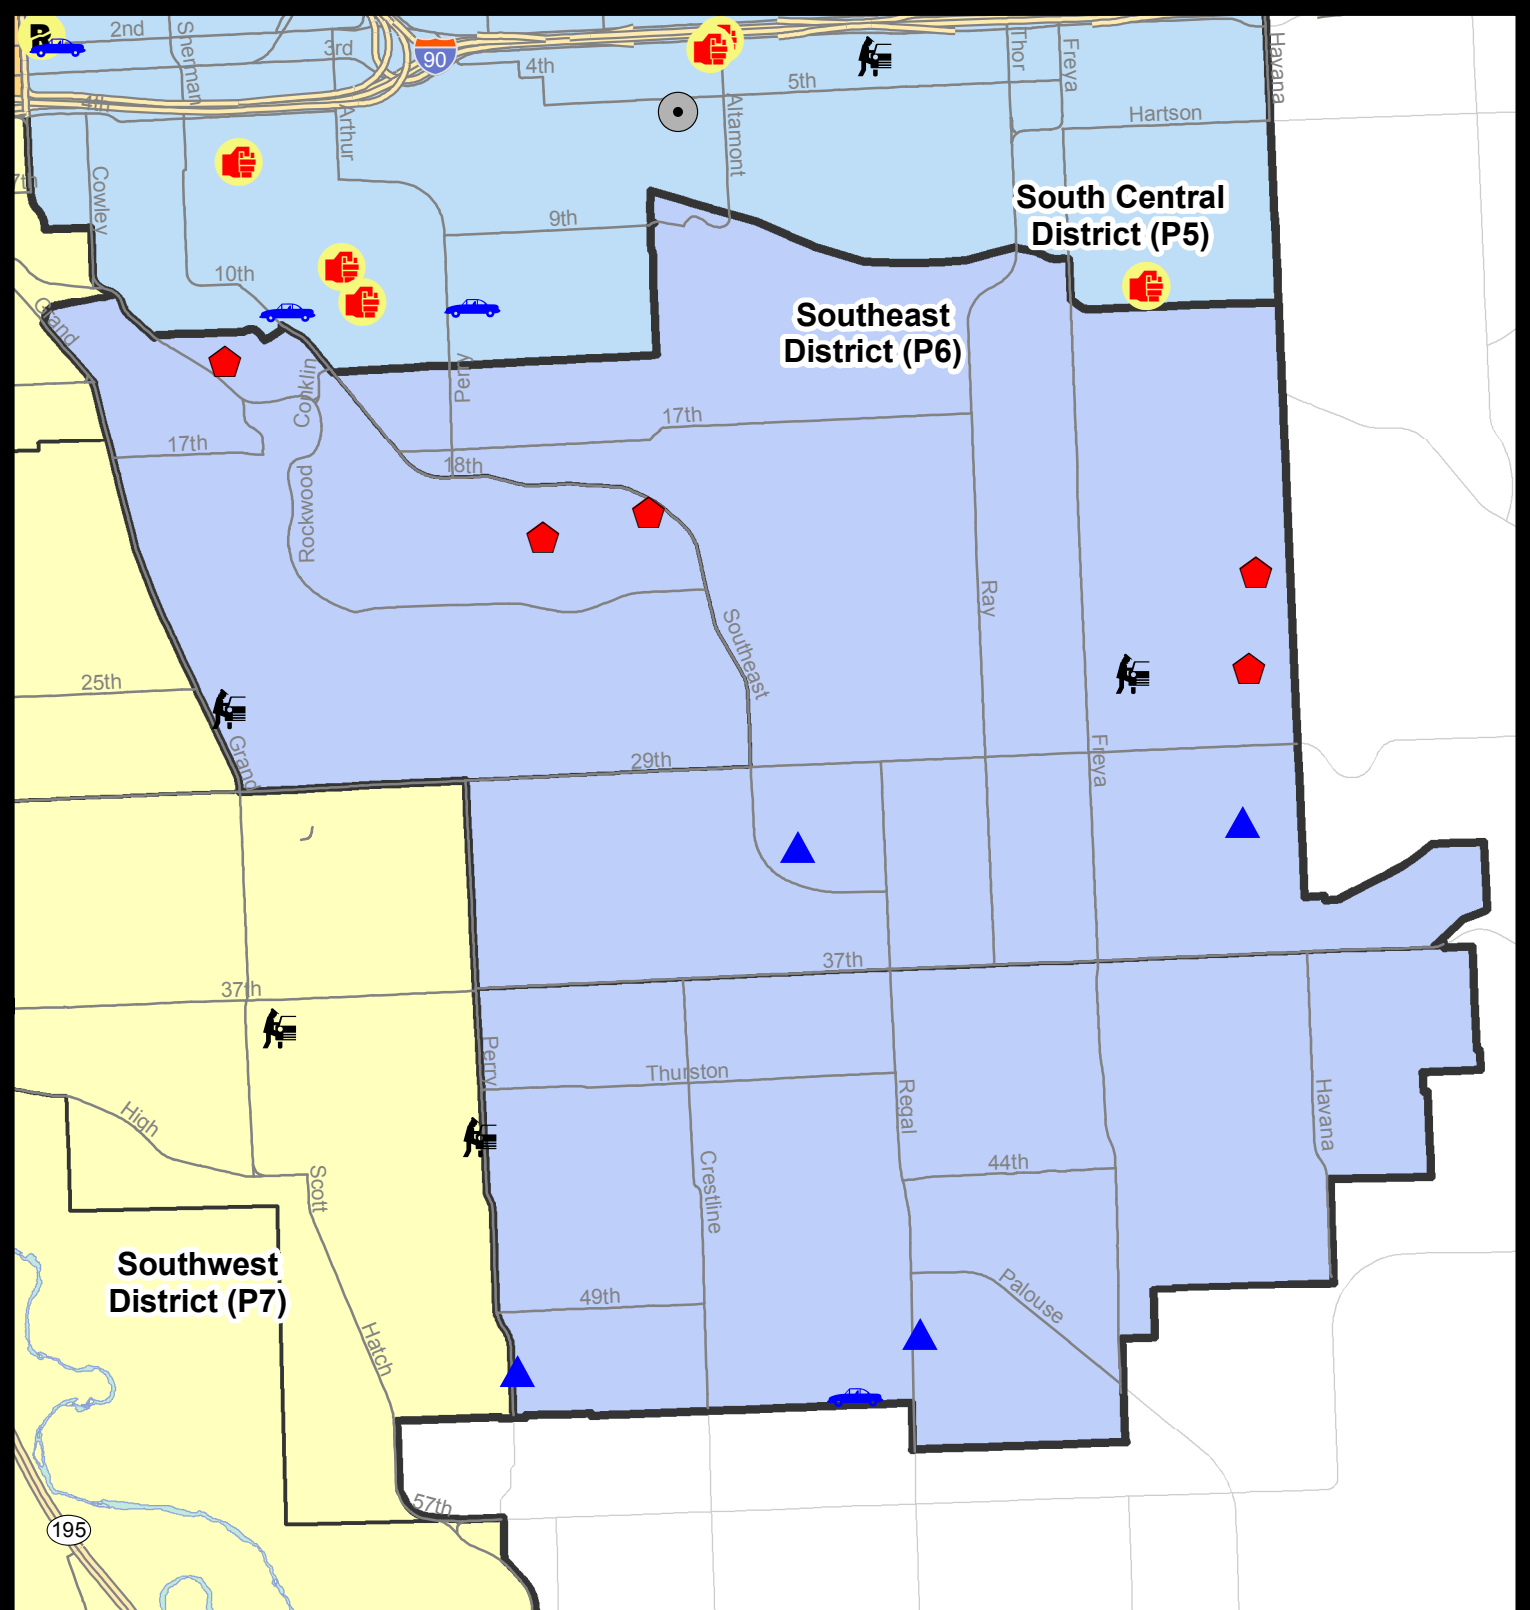 R
2nd
Sherman
3rd
90
4th
5th
Thor
Freya
Havana
4th
Arthur
Altamont
Hartson
7th
Cowley
9th
South Central
District (P5)
10th
Grand
Southeast
District (P6)
Conklin
Perry
17th
17th
18th
Rockwood
Ray
Southeast
25th
Grand
29th
Freya
37th
37th
Perry
Thurston
Regal
Havana
High
Scott
Crestline
44th
Southwest
District (P7)
49th
Palouse
Hatch
57th
195